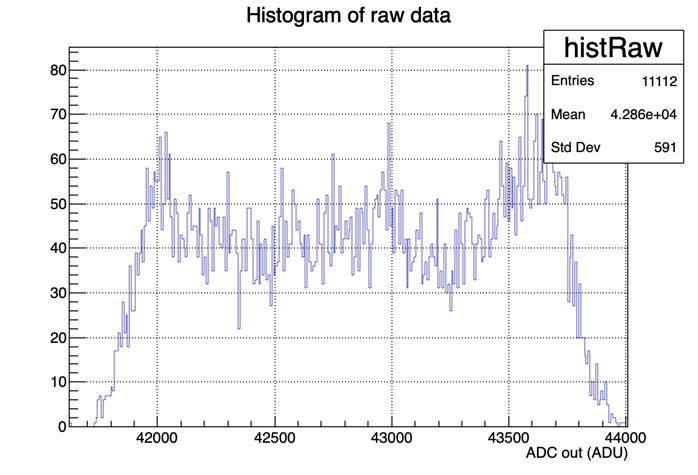 Histogram of raw data
histRaw
Entries 11112
Mean 4.286e+04
Std Dev 591
80
70
60
50
40
30
20
10
0
42000 42500 43000 43500 44000
ADC out (ADU)